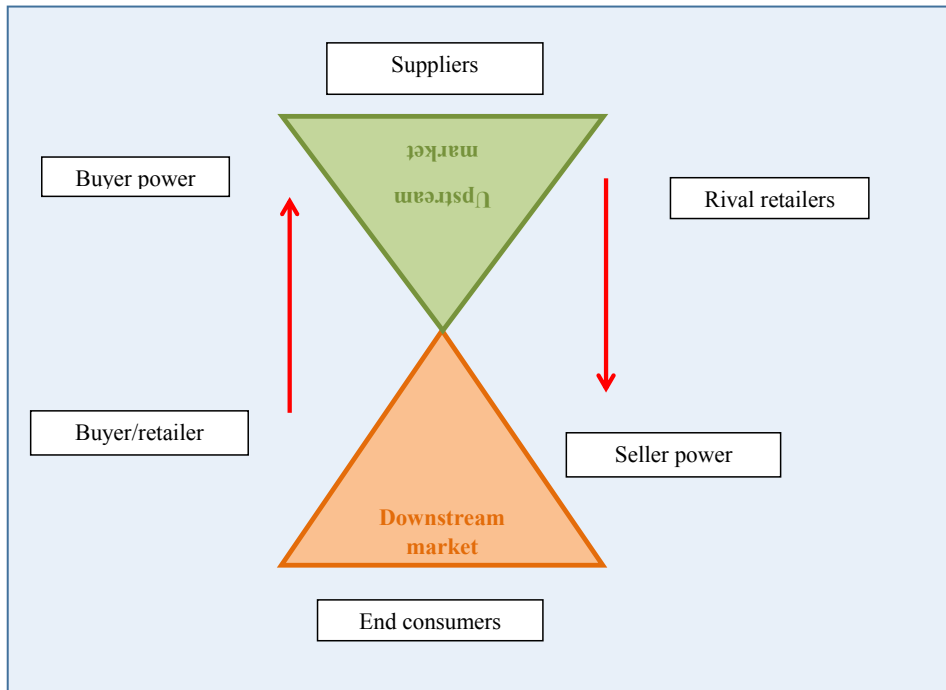 Suppliers
Upstream
market
Buyer power
Rival retailers
Buyer/retailer
Seller power
Downstream
market
End consumers